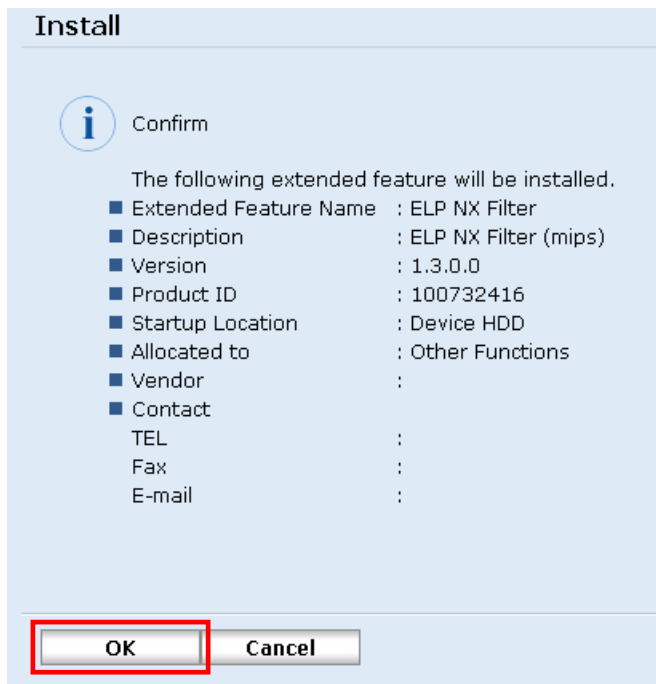 Install
i Confirm
The following extended feature will be installed.
Extended Feature Name : ELP NX Filter
Description : ELP NX Filter (mips)
Version : 1.3.0.0
Product ID : 100732416
Startup Location : Device HDD
Allocated to : Other Functions
Vendor :
Contact
TEL :
Fax :
E-mail :
OK Cancel